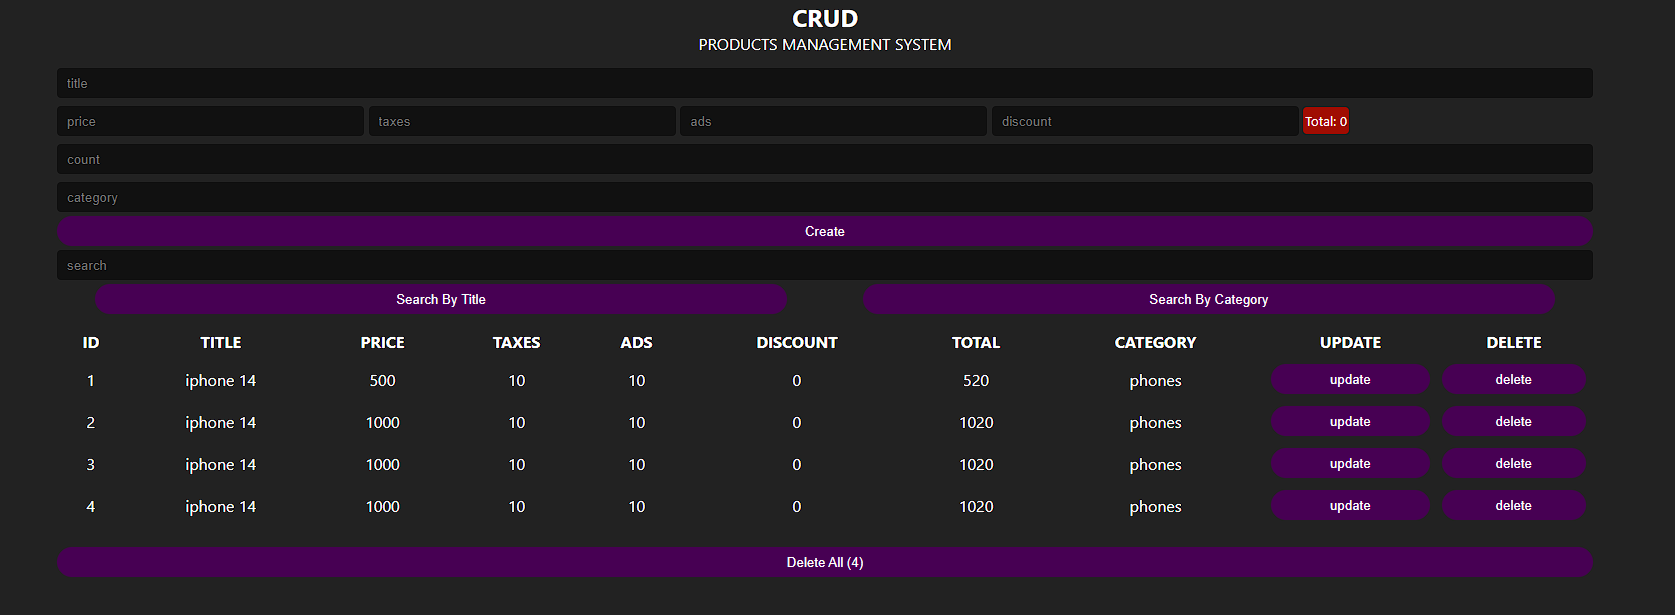 CRUD
PRODUCTS MANAGEMENT SYSTEM
title
price taxes ads discount Total: 0
count
category
Create
search
Search By Title Search By Category
ID TITLE PRICE TAXES ADS DISCOUNT TOTAL CATEGORY UPDATE DELETE
1 iphone 14 500 10 10 0 520 phones update delete
2 iphone 14 1000 10 10 0 1020 phones update delete
3 iphone 14 1000 10 10 0 1020 phones update delete
4 iphone 14 1000 10 10 0 1020 phones update delete
Delete All (4)